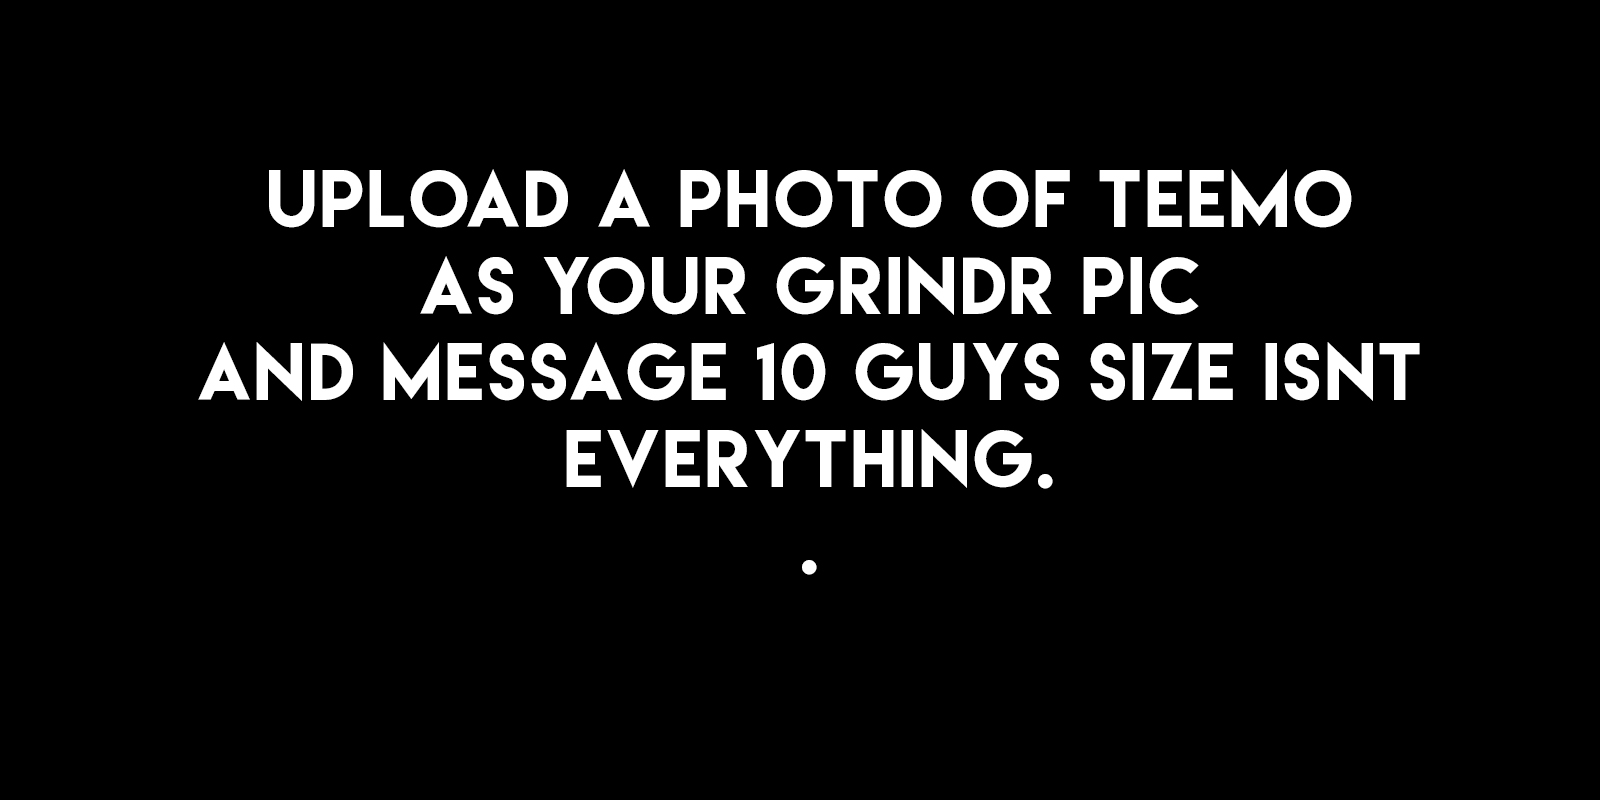 UPLOAD A PHOTO OF TEEMO
AS YOUR GRINDR PIC
AND MESSAGE 10 GUYS SIZE ISNT
EVERYTHING.
.